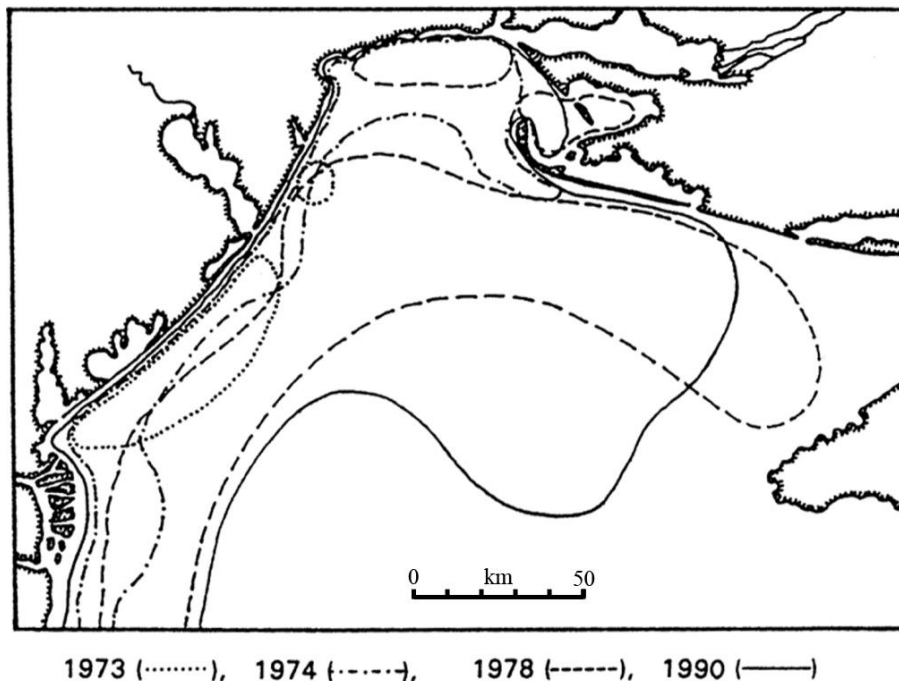 0 km 50
1973 (··········), 1974 (–·–·–·–), 1978 (------), 1990 (———)